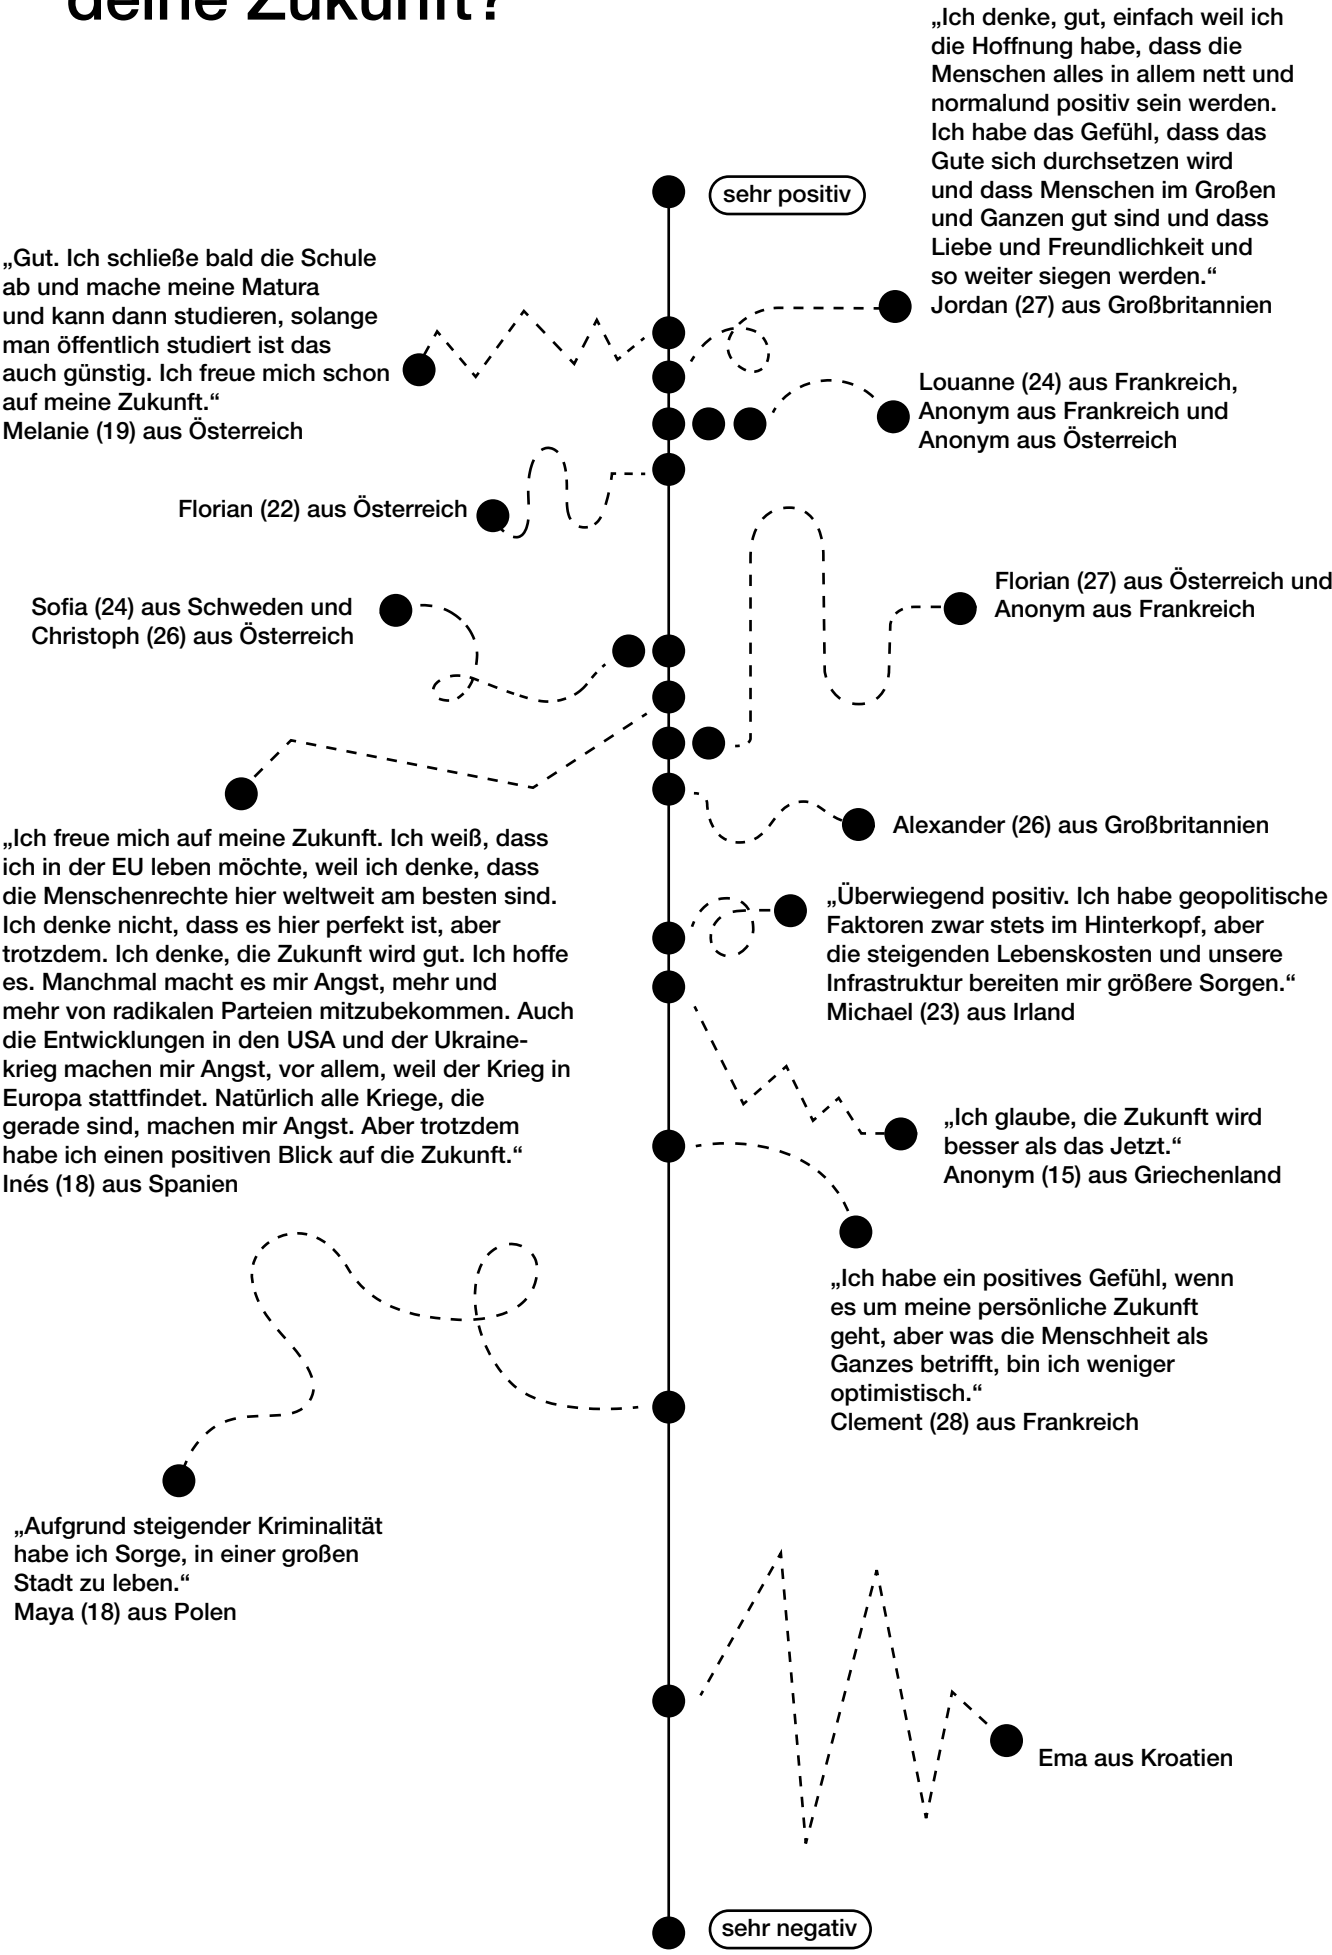 deine Zukunft?
„Ich denke, gut, einfach weil ich
die Hoffnung habe, dass die
Menschen alles in allem nett und
normalund positiv sein werden.
Ich habe das Gefühl, dass das
Gute sich durchsetzen wird
und dass Menschen im Großen
und Ganzen gut sind und dass
Liebe und Freundlichkeit und
so weiter siegen werden.“
Jordan (27) aus Großbritannien
sehr positiv
„Gut. Ich schließe bald die Schule
ab und mache meine Matura
und kann dann studieren, solange
man öffentlich studiert ist das
auch günstig. Ich freue mich schon
auf meine Zukunft.“
Melanie (19) aus Österreich
Louanne (24) aus Frankreich,
Anonym aus Frankreich und
Anonym aus Österreich
Florian (22) aus Österreich
Florian (27) aus Österreich und
Anonym aus Frankreich
Sofia (24) aus Schweden und
Christoph (26) aus Österreich
„Ich freue mich auf meine Zukunft. Ich weiß, dass
ich in der EU leben möchte, weil ich denke, dass
die Menschenrechte hier weltweit am besten sind.
Ich denke nicht, dass es hier perfekt ist, aber
trotzdem. Ich denke, die Zukunft wird gut. Ich hoffe
es. Manchmal macht es mir Angst, mehr und
mehr von radikalen Parteien mitzubekommen. Auch
die Entwicklungen in den USA und der Ukraine-
krieg machen mir Angst, vor allem, weil der Krieg in
Europa stattfindet. Natürlich alle Kriege, die
gerade sind, machen mir Angst. Aber trotzdem
habe ich einen positiven Blick auf die Zukunft.“
Inés (18) aus Spanien
Alexander (26) aus Großbritannien
„Überwiegend positiv. Ich habe geopolitische
Faktoren zwar stets im Hinterkopf, aber
die steigenden Lebenskosten und unsere
Infrastruktur bereiten mir größere Sorgen.“
Michael (23) aus Irland
„Ich glaube, die Zukunft wird
besser als das Jetzt.“
Anonym (15) aus Griechenland
„Ich habe ein positives Gefühl, wenn
es um meine persönliche Zukunft
geht, aber was die Menschheit als
Ganzes betrifft, bin ich weniger
optimistisch.“
Clement (28) aus Frankreich
„Aufgrund steigender Kriminalität
habe ich Sorge, in einer großen
Stadt zu leben.“
Maya (18) aus Polen
Ema aus Kroatien
sehr negativ